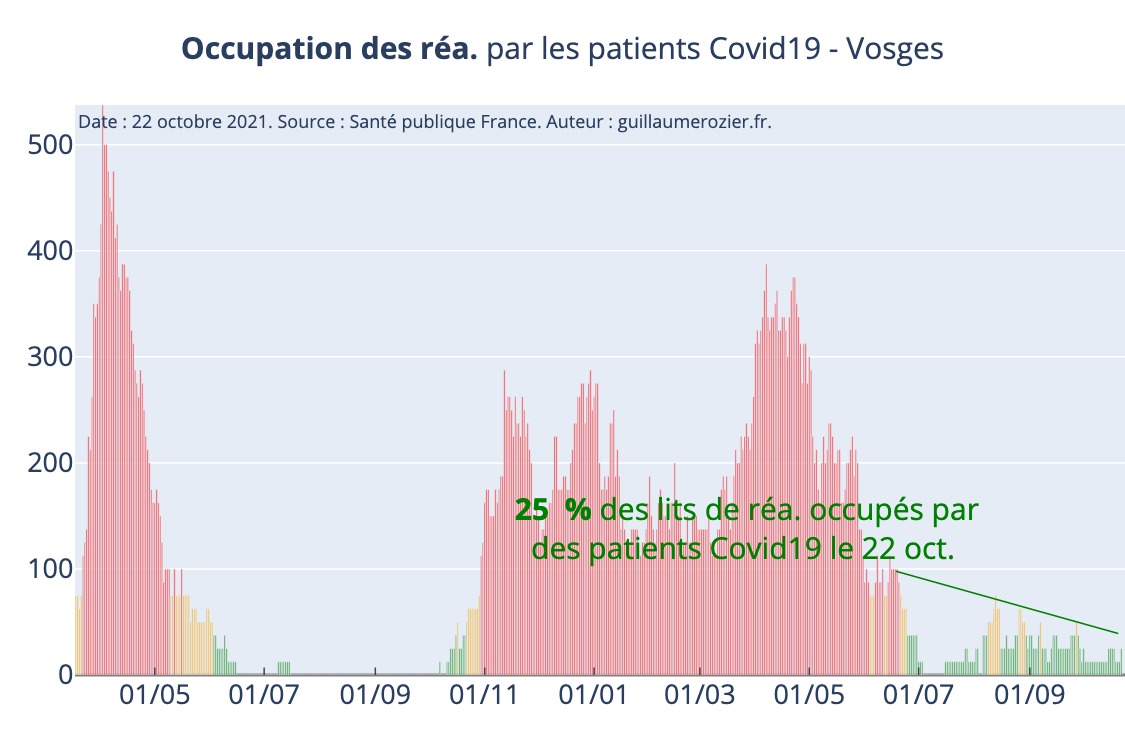 Occupation des réa. par les patients Covid19 - Vosges
Date : 22 octobre 2021. Source : Santé publique France. Auteur : guillaumerozier.fr.
500
400
300
200
25 % des lits de réa. occupés par
des patients Covid19 le 22 oct.
100
0
01/05 01/07 01/09 01/11 01/01 01/03 01/05 01/07 01/09